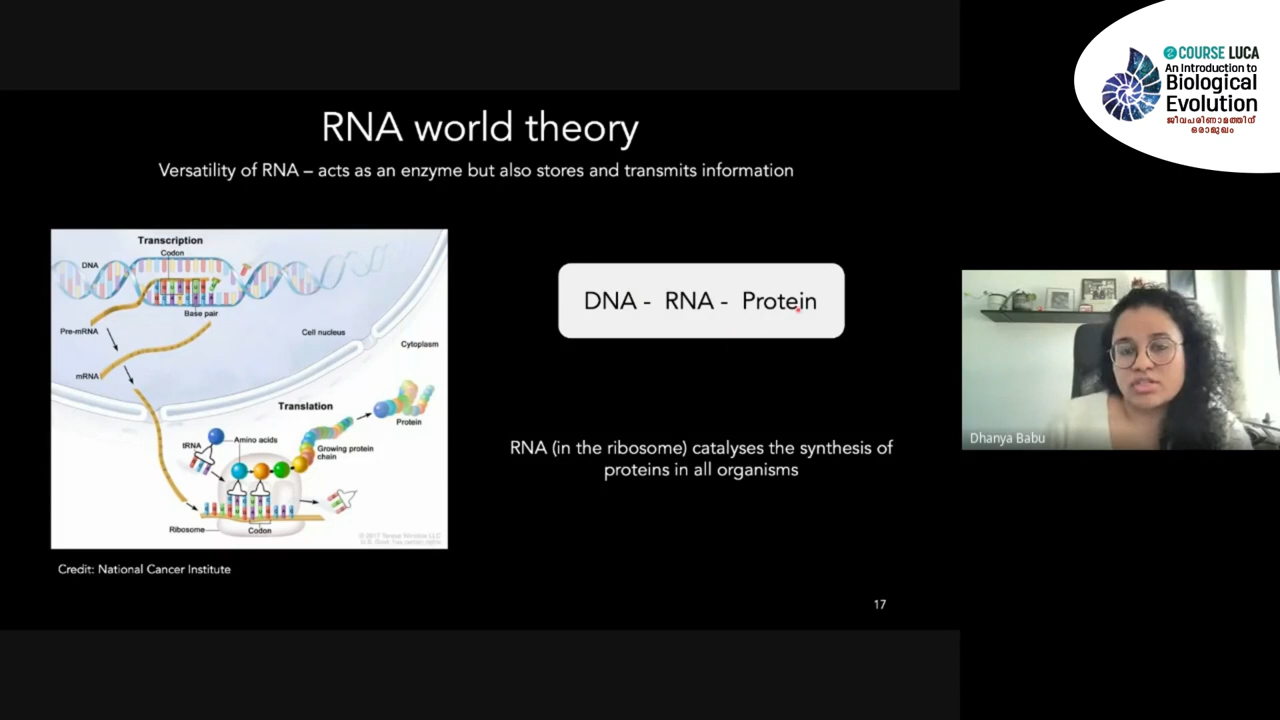 COURSE LUCA
An Introduction to
Biological
Evolution
ജീവപരിണാമത്തിന്
ഒരാമുഖം
RNA world theory
Versatility of RNA – acts as an enzyme but also stores and transmits information
Transcription
Codon
DNA
Base pair
Pre-mRNA
Cell nucleus
Cytoplasm
mRNA
Translation
Protein
tRNA
Amino acids
Growing protein
chain
Ribosome
Codon
DNA - RNA - Protein
RNA (in the ribosome) catalyses the synthesis of
proteins in all organisms
Credit: National Cancer Institute
17
Dhanya Babu